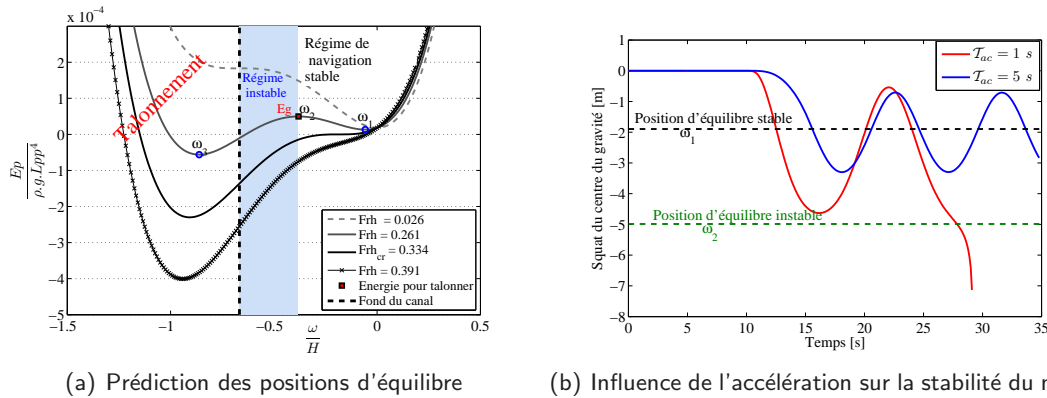 x 10⁻⁴
4
2
0
−1
−2
−3
−4
−5
−1.5
−1
−0.5
0
0.5
Ep
ρ.g.Lpp⁴
ω
H
Talonnement
Régime instable
Régime de navigation stable
Eg
ω₂
ω₁
ω₃
Frh = 0.026
Frh = 0.261
Frh_cr = 0.334
Frh = 0.391
Energie pour talonner
Fond du canal
(a) Prédiction des positions d'équilibre
1
0
−1
−2
−3
−4
−5
−6
−7
−8
0
5
10
15
20
25
30
35
Squat du centre du gravité [m]
Temps [s]
T_ac = 1 s
T_ac = 5 s
Position d'équilibre stable
ω₁
Position d'équilibre instable
ω₂
(b) Influence de l'accélération sur la stabilité du